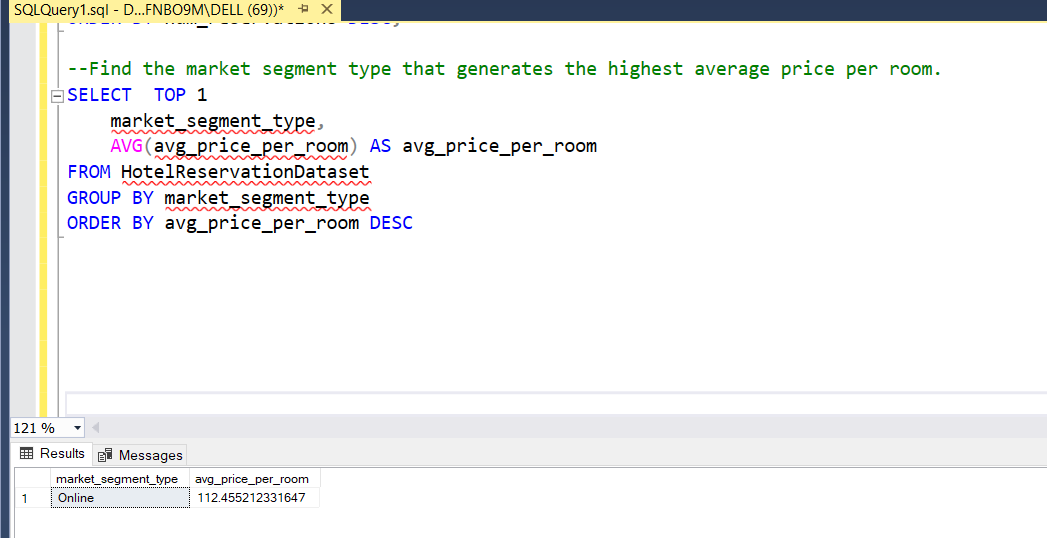 SQLQuery1.sql - D...FNBO9M\DELL (69))*
--Find the market segment type that generates the highest average price per room.
SELECT  TOP 1
market_segment_type,
AVG(avg_price_per_room) AS avg_price_per_room
FROM HotelReservationDataset
GROUP BY market_segment_type
ORDER BY avg_price_per_room DESC
121 %
Results Messages
market_segment_type avg_price_per_room
1 Online 112.455212331647